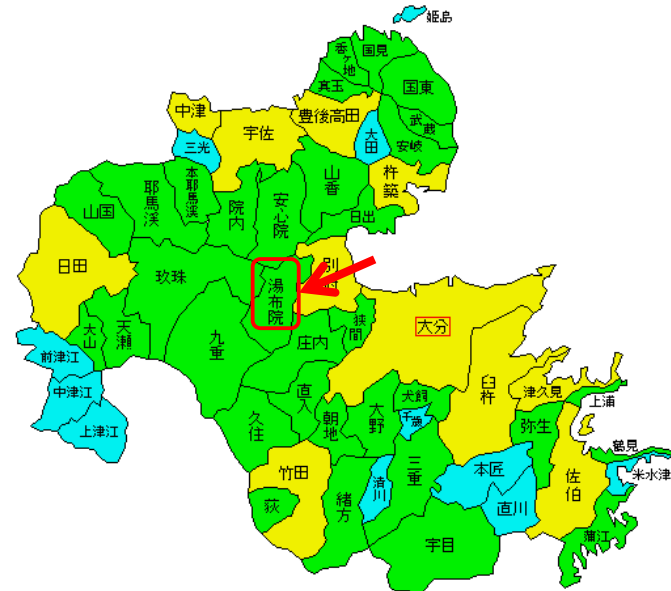 姫島
香々地
国見
国東
真玉
武蔵
安岐
中津
三光
宇佐
豊後高田
大田
杵築
山香
日出
山国
耶馬溪
本耶馬溪
院内
安心院
日田
玖珠
湯布院
別府
大山
天瀬
九重
庄内
狭間
大分
前津江
中津江
上津江
久住
直入
朝地
大野
犬飼
千歳
臼杵
津久見
上浦
弥生
鶴見
米水津
佐伯
竹田
荻
緒方
清川
三重
本匠
直川
宇目
蒲江